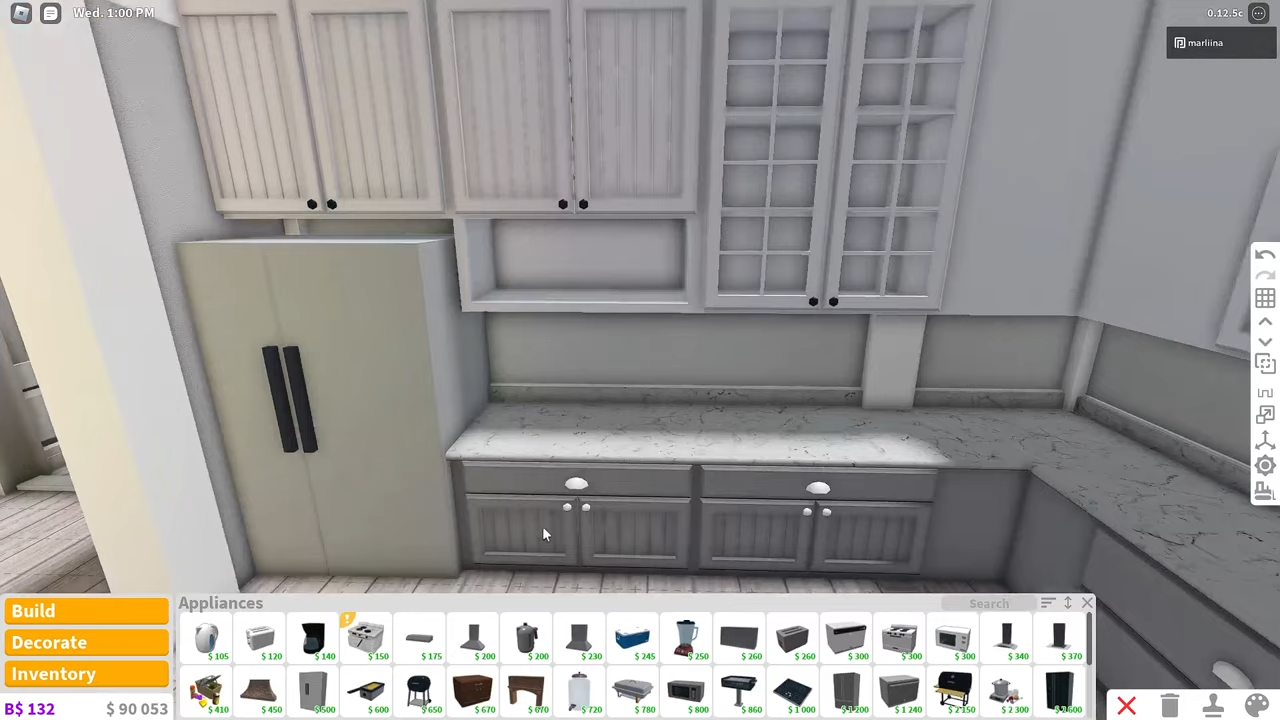 Wed. 1:00 PM
0.12.5c
marliina
Appliances
Search
Build
Decorate
Inventory
B$ 132
$ 90 053
$ 105 $ 120 $ 140 $ 150 $ 175 $ 200 $ 200 $ 230 $ 245 $ 250 $ 260 $ 260 $ 300 $ 300 $ 300 $ 340 $ 370
$ 410 $ 450 $ 500 $ 600 $ 650 $ 670 $ 670 $ 720 $ 780 $ 800 $ 860 $ 1 000 $ 1 200 $ 1 240 $ 2 150 $ 2 300